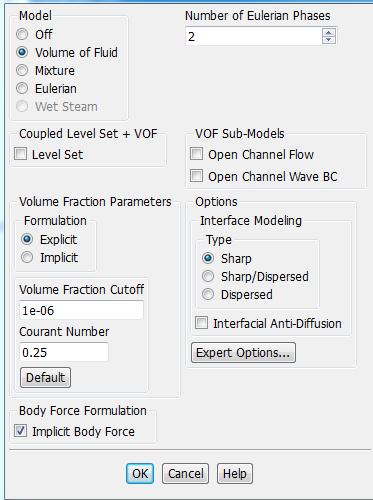 Model
Off
Volume of Fluid
Mixture
Eulerian
Wet Steam
Number of Eulerian Phases
2
Coupled Level Set + VOF
Level Set
VOF Sub-Models
Open Channel Flow
Open Channel Wave BC
Volume Fraction Parameters
Formulation
Explicit
Implicit
Volume Fraction Cutoff
1e-06
Courant Number
0.25
Default
Options
Interface Modeling
Type
Sharp
Sharp/Dispersed
Dispersed
Interfacial Anti-Diffusion
Expert Options...
Body Force Formulation
Implicit Body Force
OK
Cancel
Help